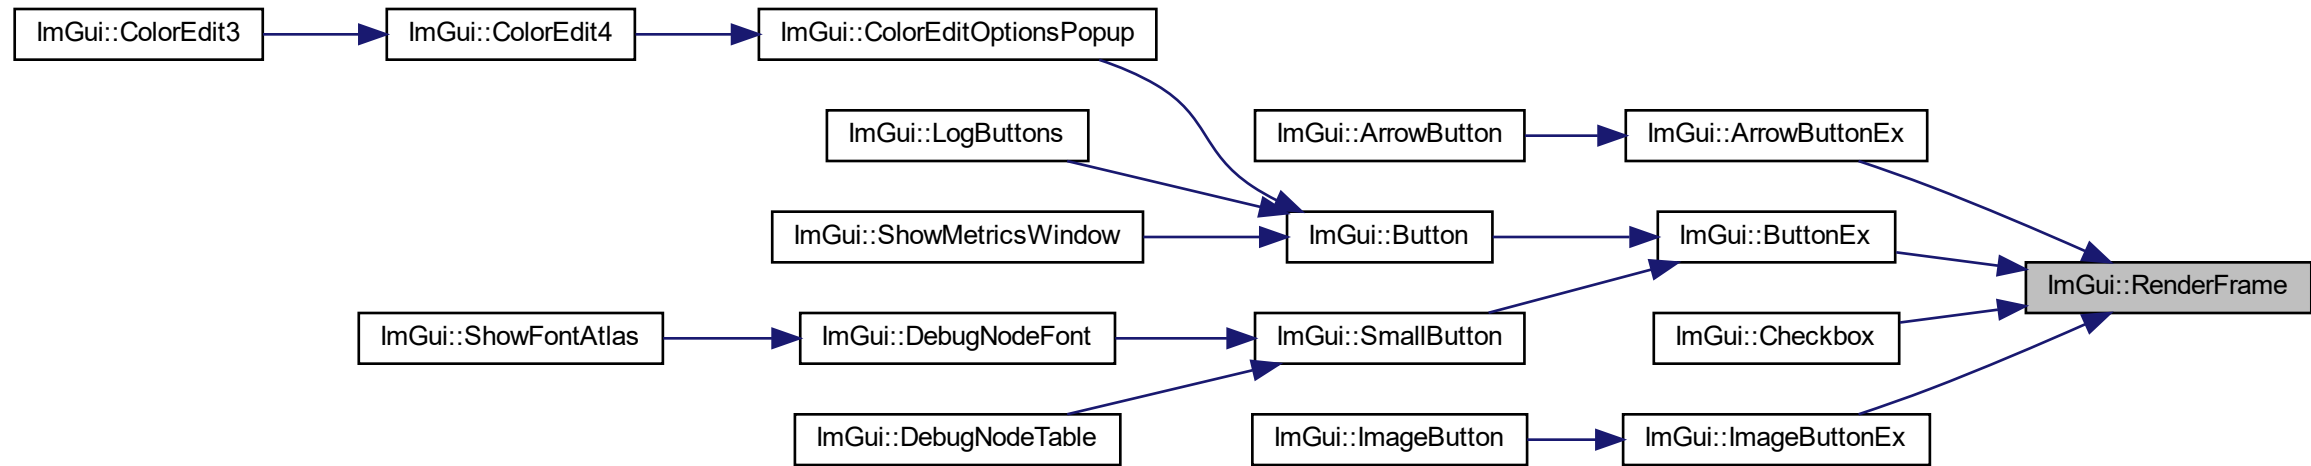 ImGui::ColorEdit3
ImGui::ColorEdit4
ImGui::ColorEditOptionsPopup
ImGui::LogButtons
ImGui::ArrowButton
ImGui::ArrowButtonEx
ImGui::ShowMetricsWindow
ImGui::Button
ImGui::ButtonEx
ImGui::RenderFrame
ImGui::ShowFontAtlas
ImGui::DebugNodeFont
ImGui::SmallButton
ImGui::Checkbox
ImGui::DebugNodeTable
ImGui::ImageButton
ImGui::ImageButtonEx